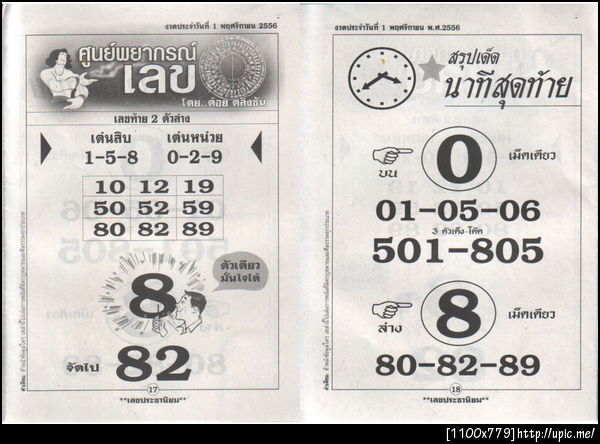 งวดประจำวันที่ 1 พฤศจิกายน 2556
ศูนย์พยากรณ์
เลข
โดย..ต๋อย ตลิ่งชัน
เลขท้าย 2 ตัวล่าง
เด่นสิบ เด่นหน่วย
1-5-8 0-2-9
10 12 19
50 52 59
80 82 89
ตัวเดียว
มั่นใจได้
8
จัดไป 82
17
**เลขประชานิยม**
งวดประจำวันที่ 1 พฤศจิกายน พ.ศ.2556
สรุปเด็ด
นาทีสุดท้าย
บน 0 เม็ดเดียว
01-05-06
3 ตัวเต็ง-โต๊ด
501-805
ล่าง 8 เม็ดเดียว
80-82-89
18
**เลขประชานิยม**
[1100x779]http://upic.me/